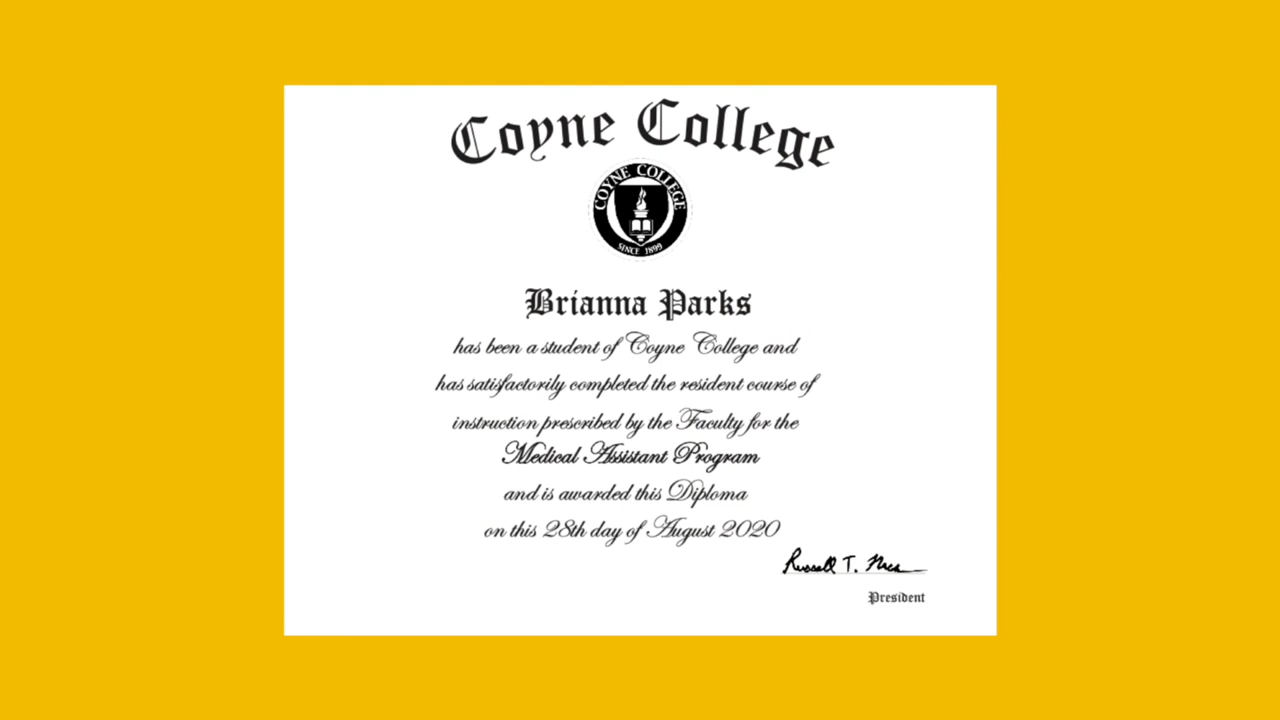 Coyne College
COYNE COLLEGE
SINCE 1899
Brianna Parks
has been a student of Coyne College and
has satisfactorily completed the resident course of
instruction prescribed by the Faculty for the
Medical Assistant Program
and is awarded this Diploma
on this 28th day of August 2020
Russell T.
President